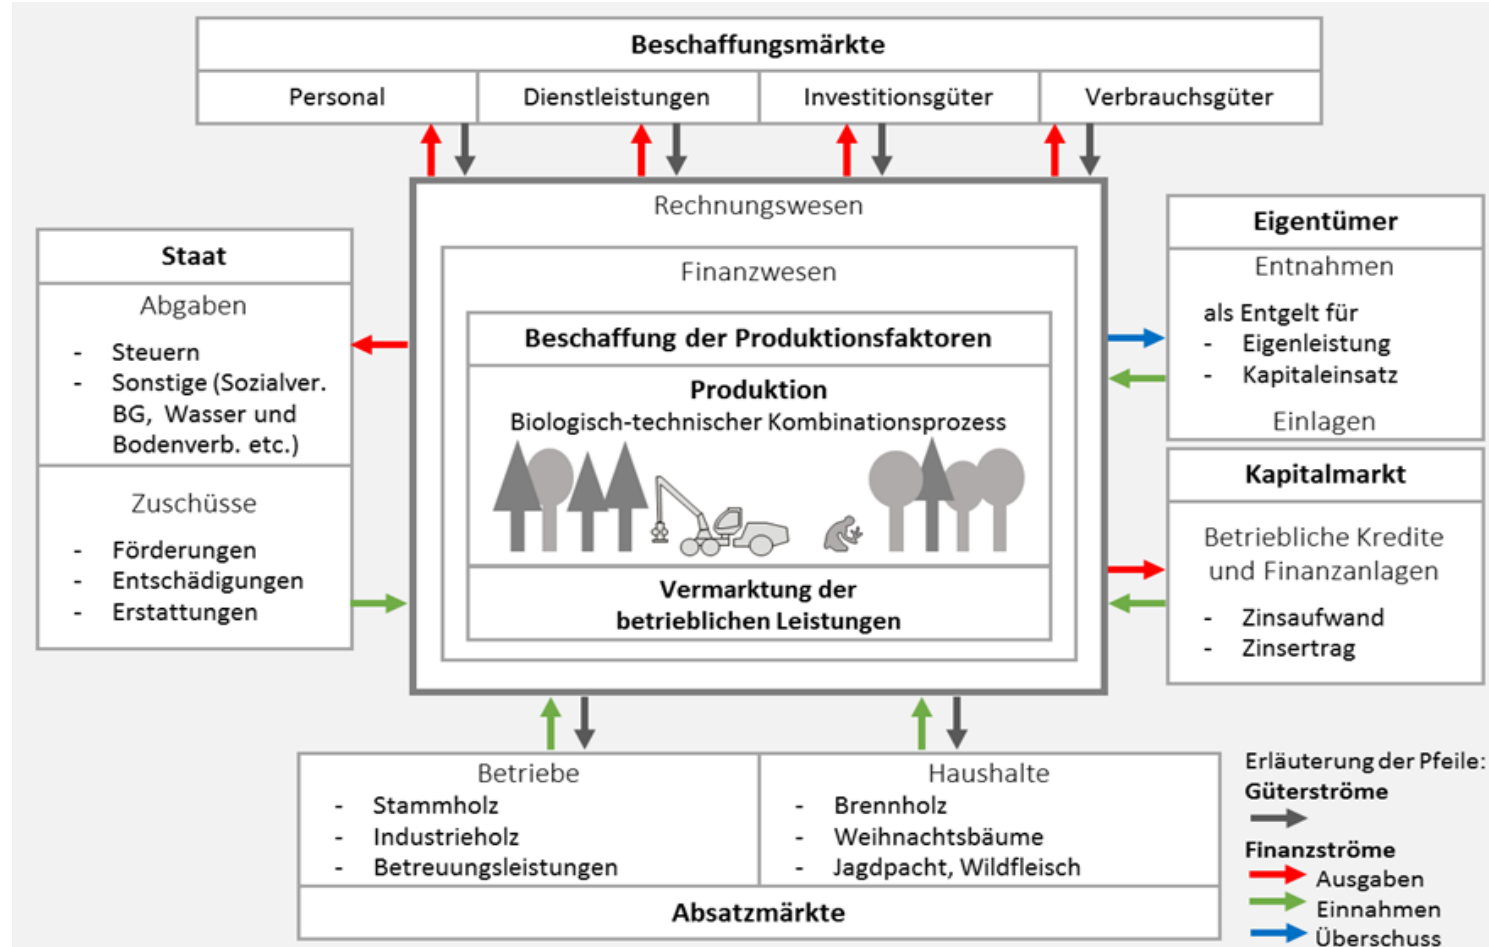 Beschaffungsmärkte
Personal
Dienstleistungen
Investitionsgüter
Verbrauchsgüter
Rechnungswesen
Finanzwesen
Beschaffung der Produktionsfaktoren
Produktion
Biologisch-technischer Kombinationsprozess
Vermarktung der
betrieblichen Leistungen
Staat
Abgaben
- Steuern
- Sonstige (Sozialver.
BG, Wasser und
Bodenverb. etc.)
Zuschüsse
- Förderungen
- Entschädigungen
- Erstattungen
Eigentümer
Entnahmen
als Entgelt für
- Eigenleistung
- Kapitaleinsatz
Einlagen
Kapitalmarkt
Betriebliche Kredite
und Finanzanlagen
- Zinsaufwand
- Zinsertrag
Betriebe
- Stammholz
- Industrieholz
- Betreuungsleistungen
Haushalte
- Brennholz
- Weihnachtsbäume
- Jagdpacht, Wildfleisch
Absatzmärkte
Erläuterung der Pfeile:
Güterströme
Finanzströme
Ausgaben
Einnahmen
Überschuss